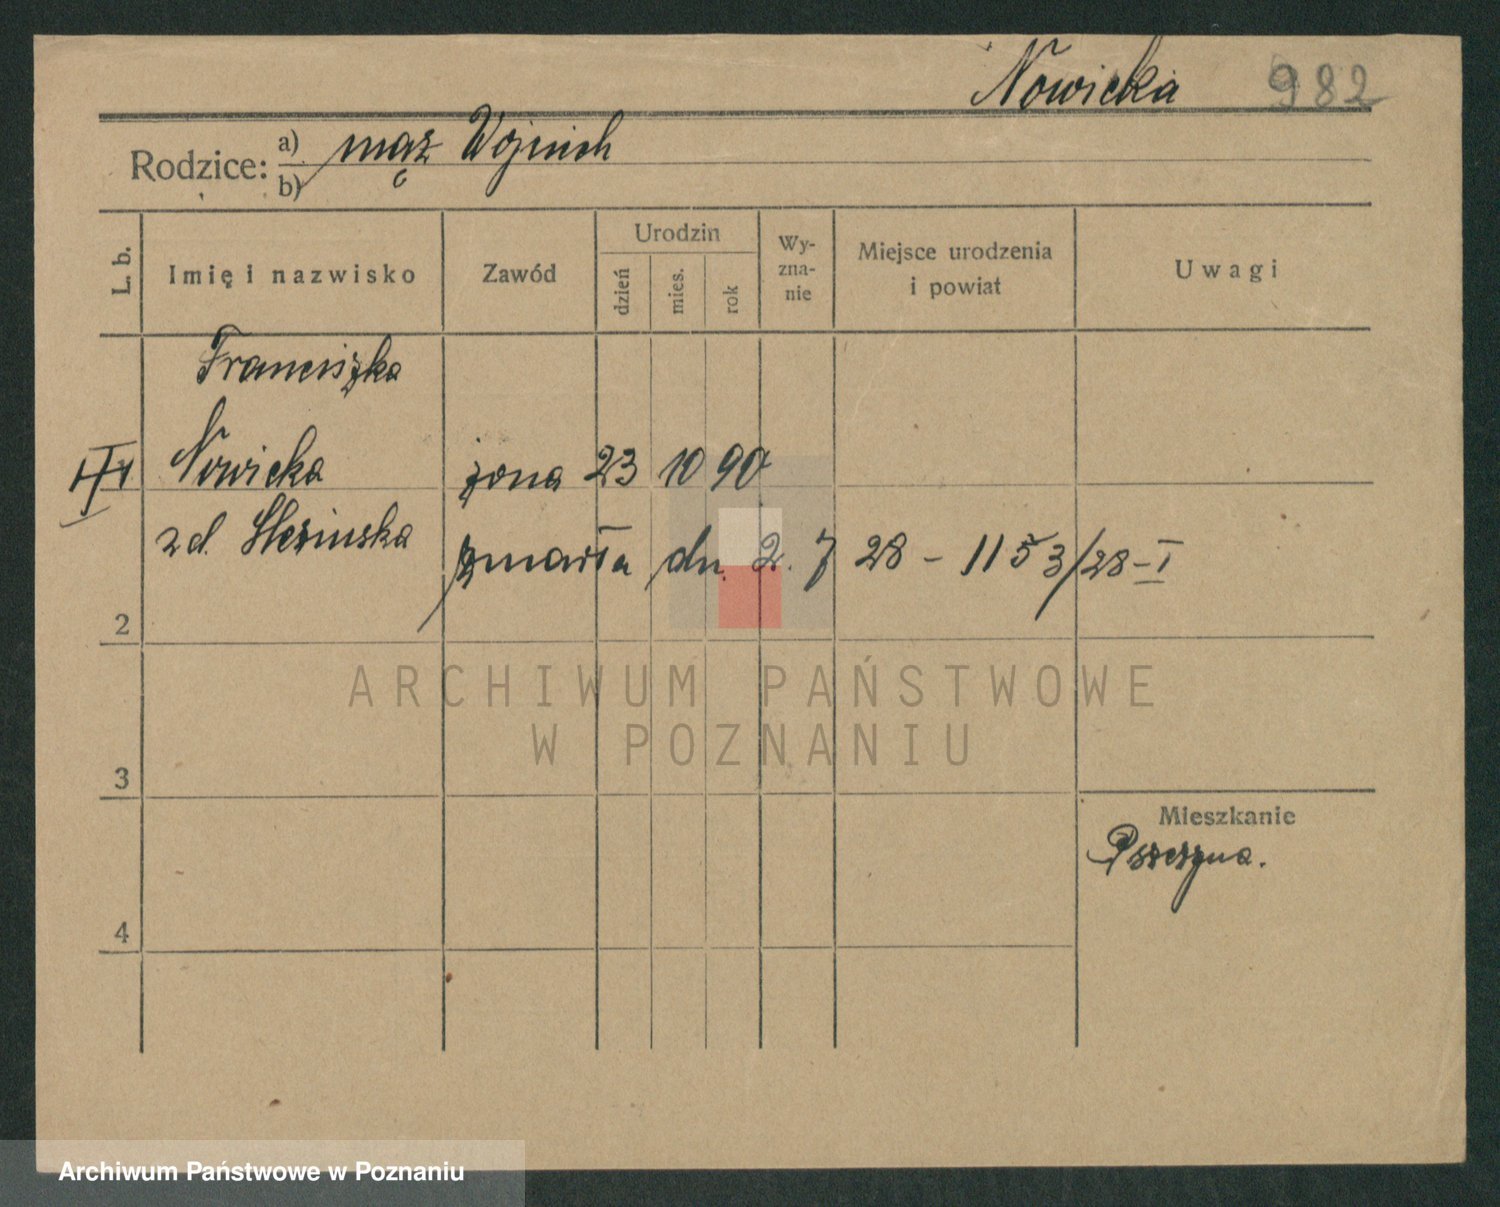 Nowicka 982
Rodzice: a) mąż Wojciech
b)
L. b. Imię i nazwisko Zawód Urodzin dzień mies. rok Wy-zna-nie Miejsce urodzenia i powiat Uwagi
Franciszka
Nowicka żona 23 10 90
zd.
zmarła dn. 2. 7 28 - 1153/28-I
2
3
Mieszkanie
4
ARCHIWUM PAŃSTWOWE
W POZNANIU
Archiwum Państwowe w Poznaniu